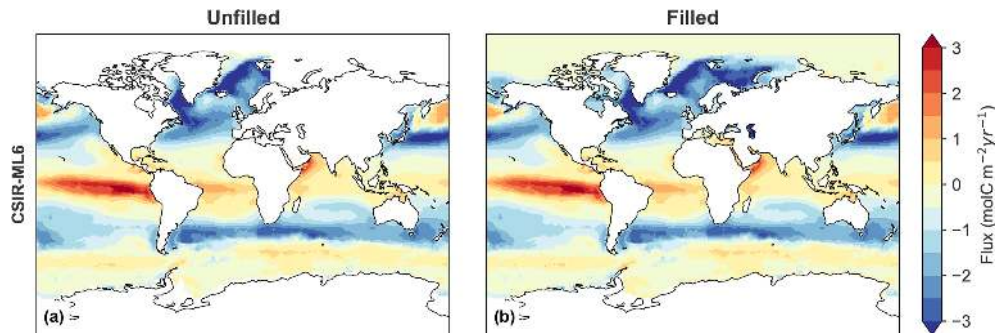 Unfilled
Filled
CSIR-ML6
(a)
(b)
3
2
1
0
−1
−2
−3
Flux (molC m⁻²yr⁻¹)